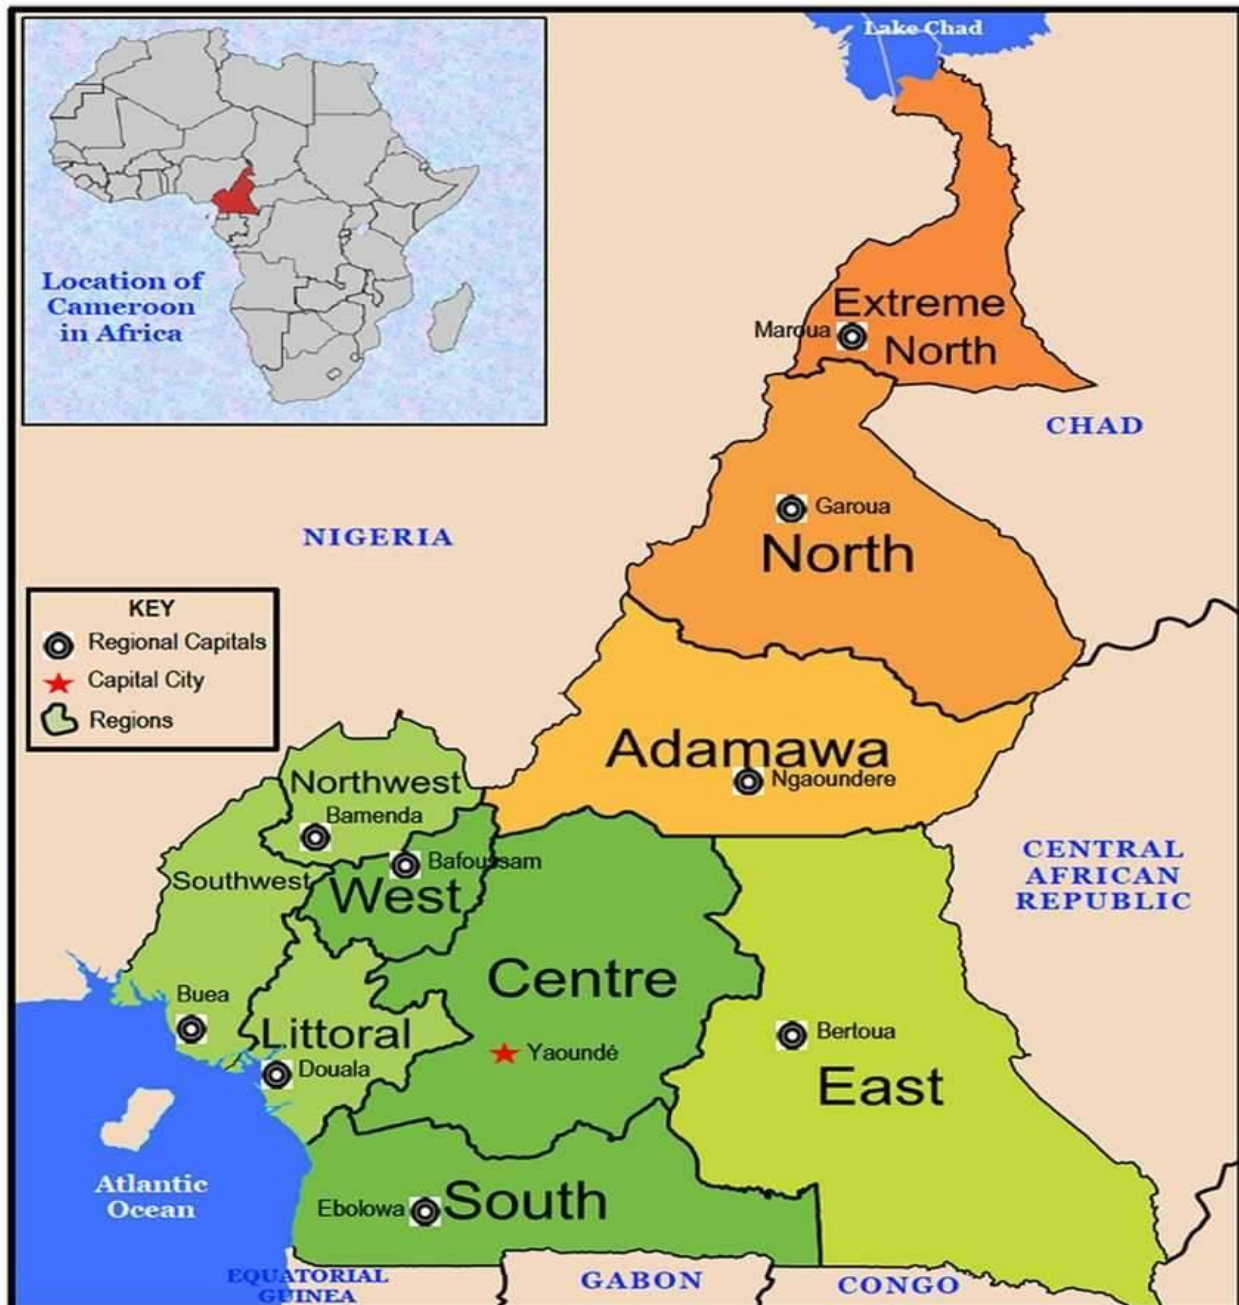 Lake Chad
Location of
Cameroon
in Africa
Extreme
Maroua
North
CHAD
Garoua
NIGERIA
North
KEY
Regional Capitals
Capital City
Regions
Adamawa
Ngaoundere
Northwest
Bamenda
CENTRAL
AFRICAN
REPUBLIC
Bafoussam
Southwest
West
Centre
Buea
Littoral
Bertoua
Yaoundé
Douala
East
Atlantic
Ocean
Ebolowa
South
EQUATORIAL
GUINEA
GABON
CONGO